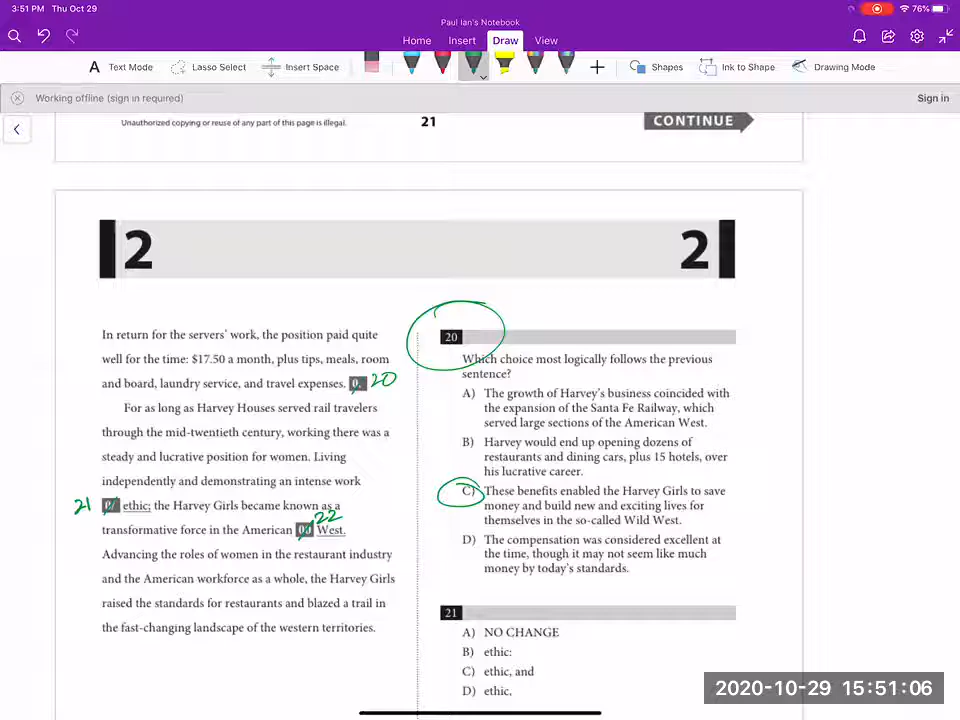 3:51 PM Thu Oct 29
76%
Paul Ian's Notebook
Home Insert Draw View
A Text Mode Lasso Select Insert Space Shapes Ink to Shape Drawing Mode
Working offline (sign in required) Sign in
Unauthorized copying or reuse of any part of this page is illegal. 21 CONTINUE
2 2
In return for the servers' work, the position paid quite
well for the time: $17.50 a month, plus tips, meals, room
and board, laundry service, and travel expenses. 20
For as long as Harvey Houses served rail travelers
through the mid-twentieth century, working there was a
steady and lucrative position for women. Living
independently and demonstrating an intense work
21 ethic; the Harvey Girls became known as a
22
transformative force in the American West.
Advancing the roles of women in the restaurant industry
and the American workforce as a whole, the Harvey Girls
raised the standards for restaurants and blazed a trail in
the fast-changing landscape of the western territories.
20
Which choice most logically follows the previous
sentence?
A) The growth of Harvey's business coincided with
the expansion of the Santa Fe Railway, which
served large sections of the American West.
B) Harvey would end up opening dozens of
restaurants and dining cars, plus 15 hotels, over
his lucrative career.
C) These benefits enabled the Harvey Girls to save
money and build new and exciting lives for
themselves in the so-called Wild West.
D) The compensation was considered excellent at
the time, though it may not seem like much
money by today's standards.
21
A) NO CHANGE
B) ethic:
C) ethic, and
D) ethic,
2020-10-29 15:51:06